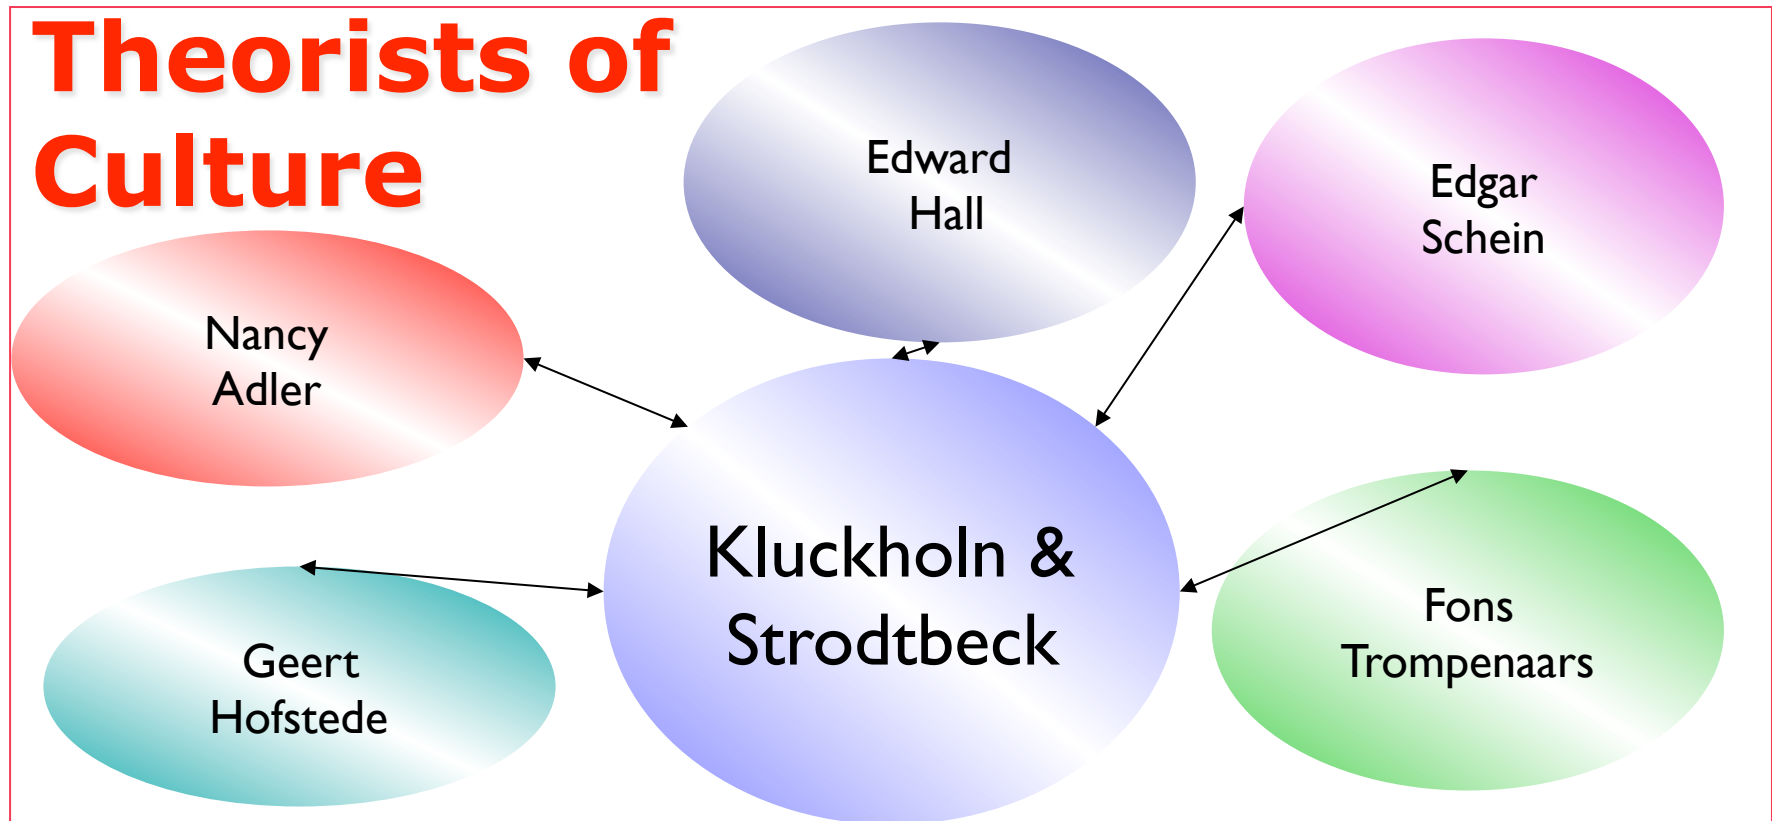 Theorists of
Culture
Edward
Hall
Edgar
Schein
Nancy
Adler
Kluckholn &
Strodtbeck
Geert
Hofstede
Fons
Trompenaars